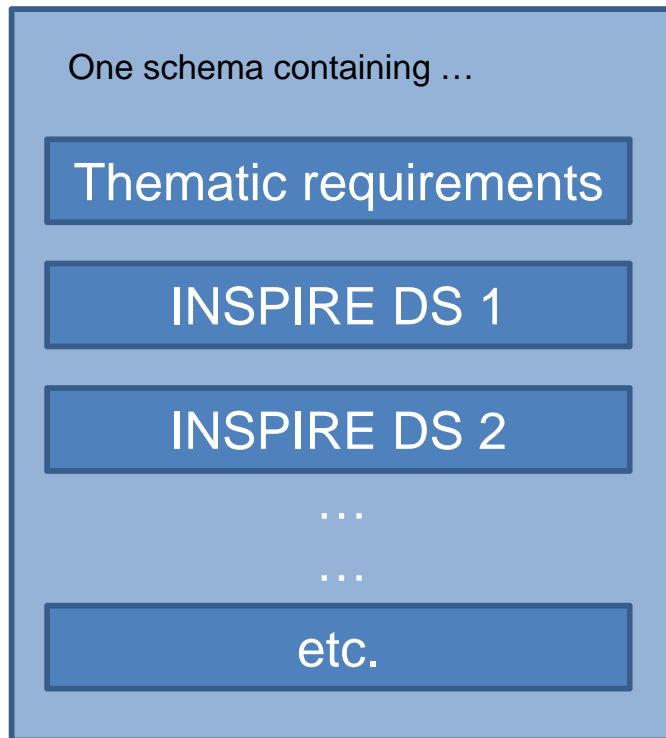 One schema containing …
Thematic requirements
INSPIRE DS 1
INSPIRE DS 2
…
…
etc.